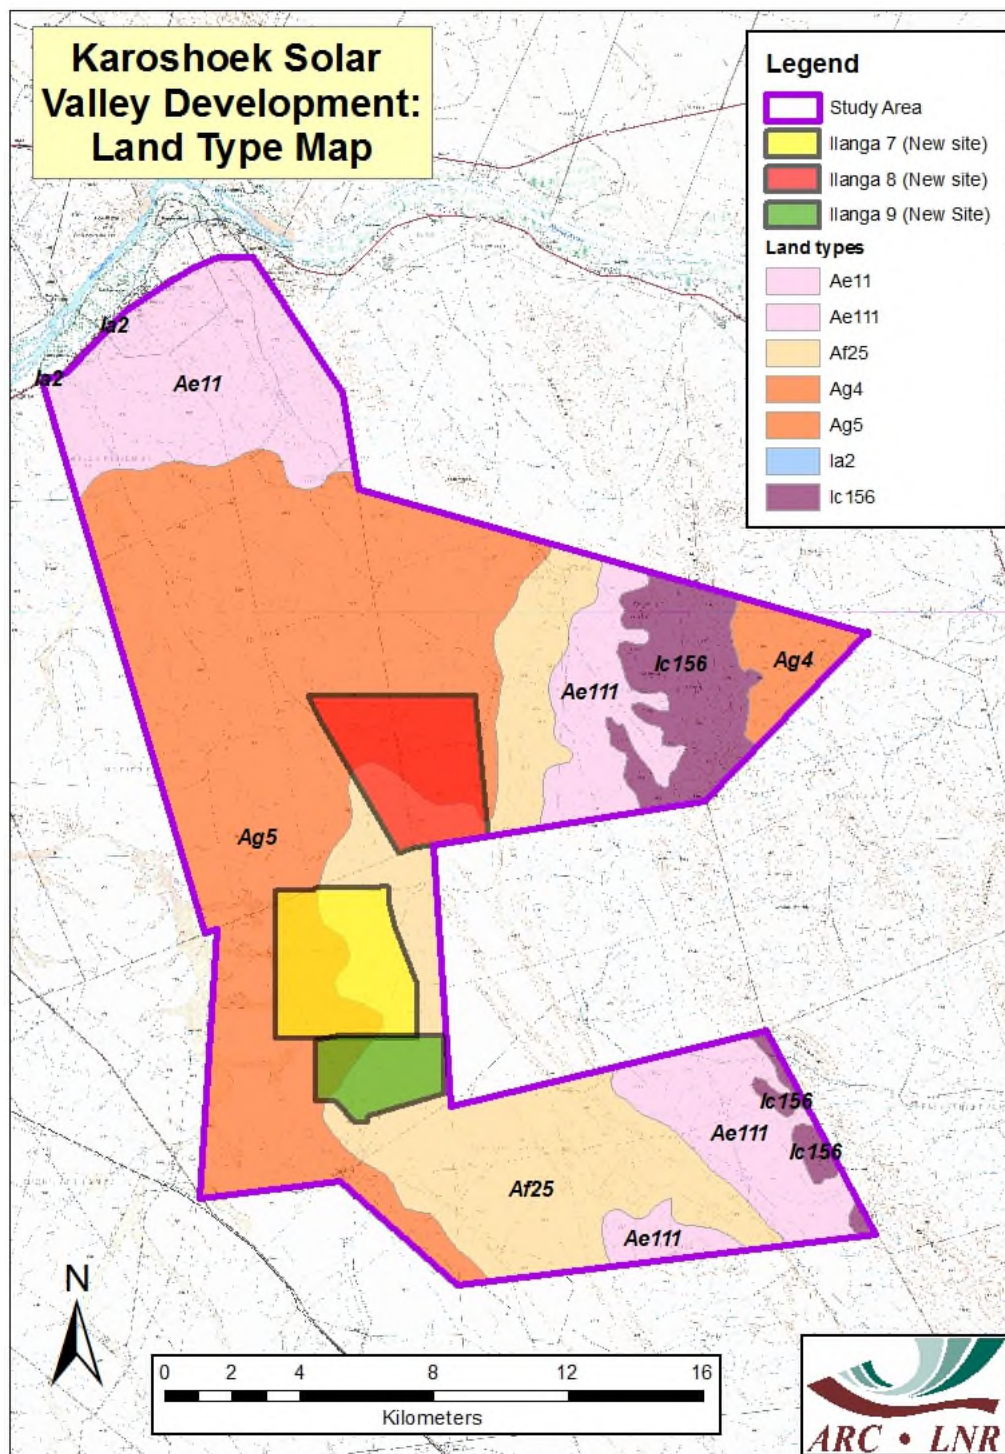 Karoshoek Solar
Valley Development:
Land Type Map
Legend
Study Area
Ilanga 7 (New site)
Ilanga 8 (New site)
Ilanga 9 (New Site)
Land types
Ae11
Ae111
Af25
Ag4
Ag5
Ia2
Ic156
Ia2
Ia2
Ae11
Ic156
Ag4
Ae111
Ag5
Ic156
Ae111
Ic156
Af25
Ae111
N
0 2 4 8 12 16
Kilometers
ARC • LNR